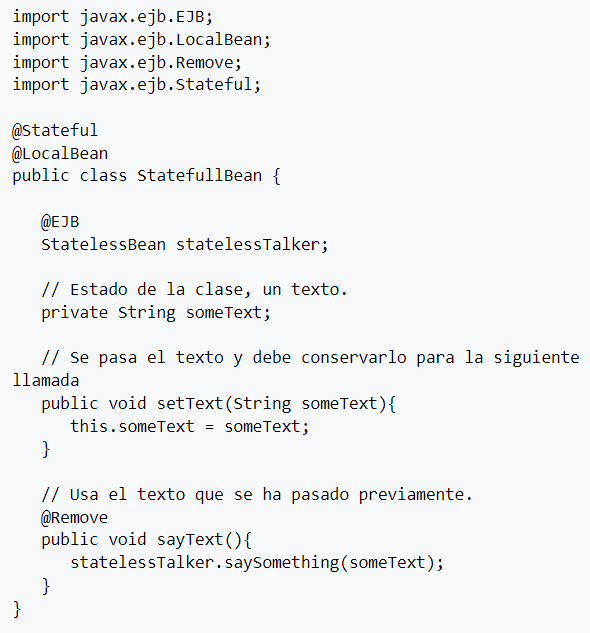 import javax.ejb.EJB;
import javax.ejb.LocalBean;
import javax.ejb.Remove;
import javax.ejb.Stateful;

@Stateful
@LocalBean
public class StatefullBean {

   @EJB
   StatelessBean statelessTalker;

   // Estado de la clase, un texto.
   private String someText;

   // Se pasa el texto y debe conservarlo para la siguiente
llamada
   public void setText(String someText){
      this.someText = someText;
   }

   // Usa el texto que se ha pasado previamente.
   @Remove
   public void sayText(){
      statelessTalker.saySomething(someText);
   }
}